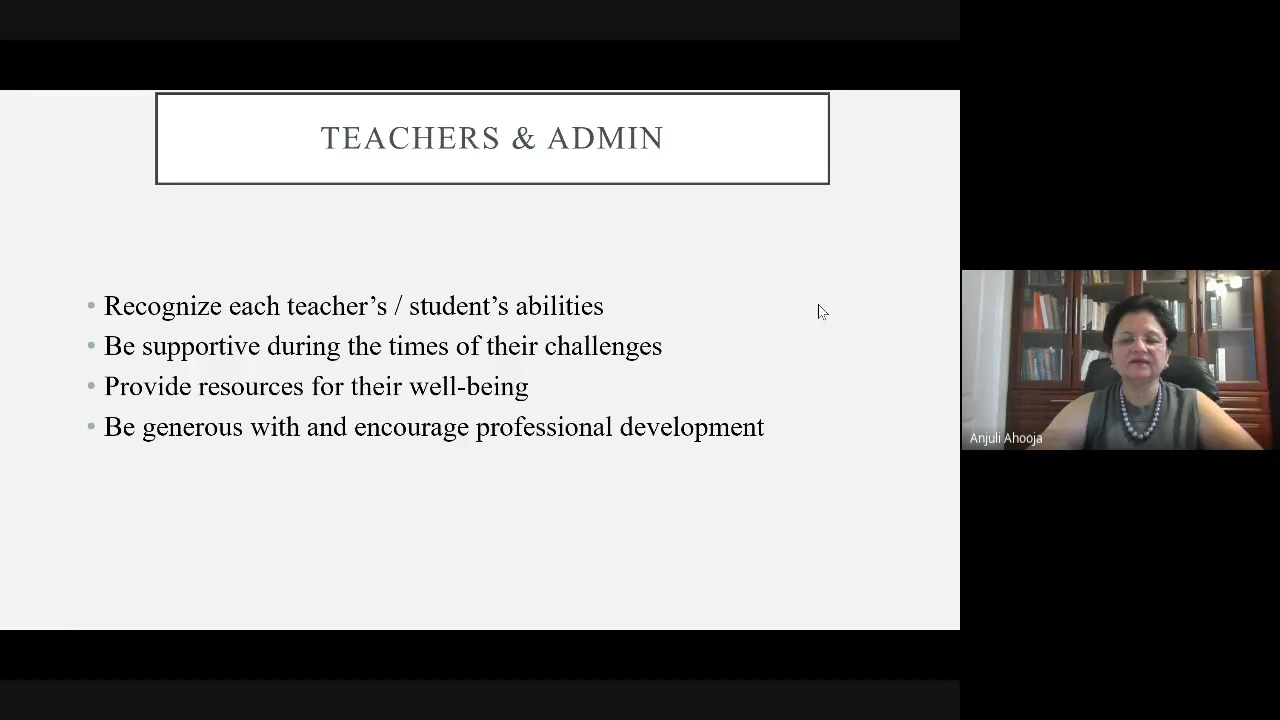 TEACHERS & ADMIN
• Recognize each teacher’s / student’s abilities
• Be supportive during the times of their challenges
• Provide resources for their well-being
• Be generous with and encourage professional development
Anjuli Ahooja